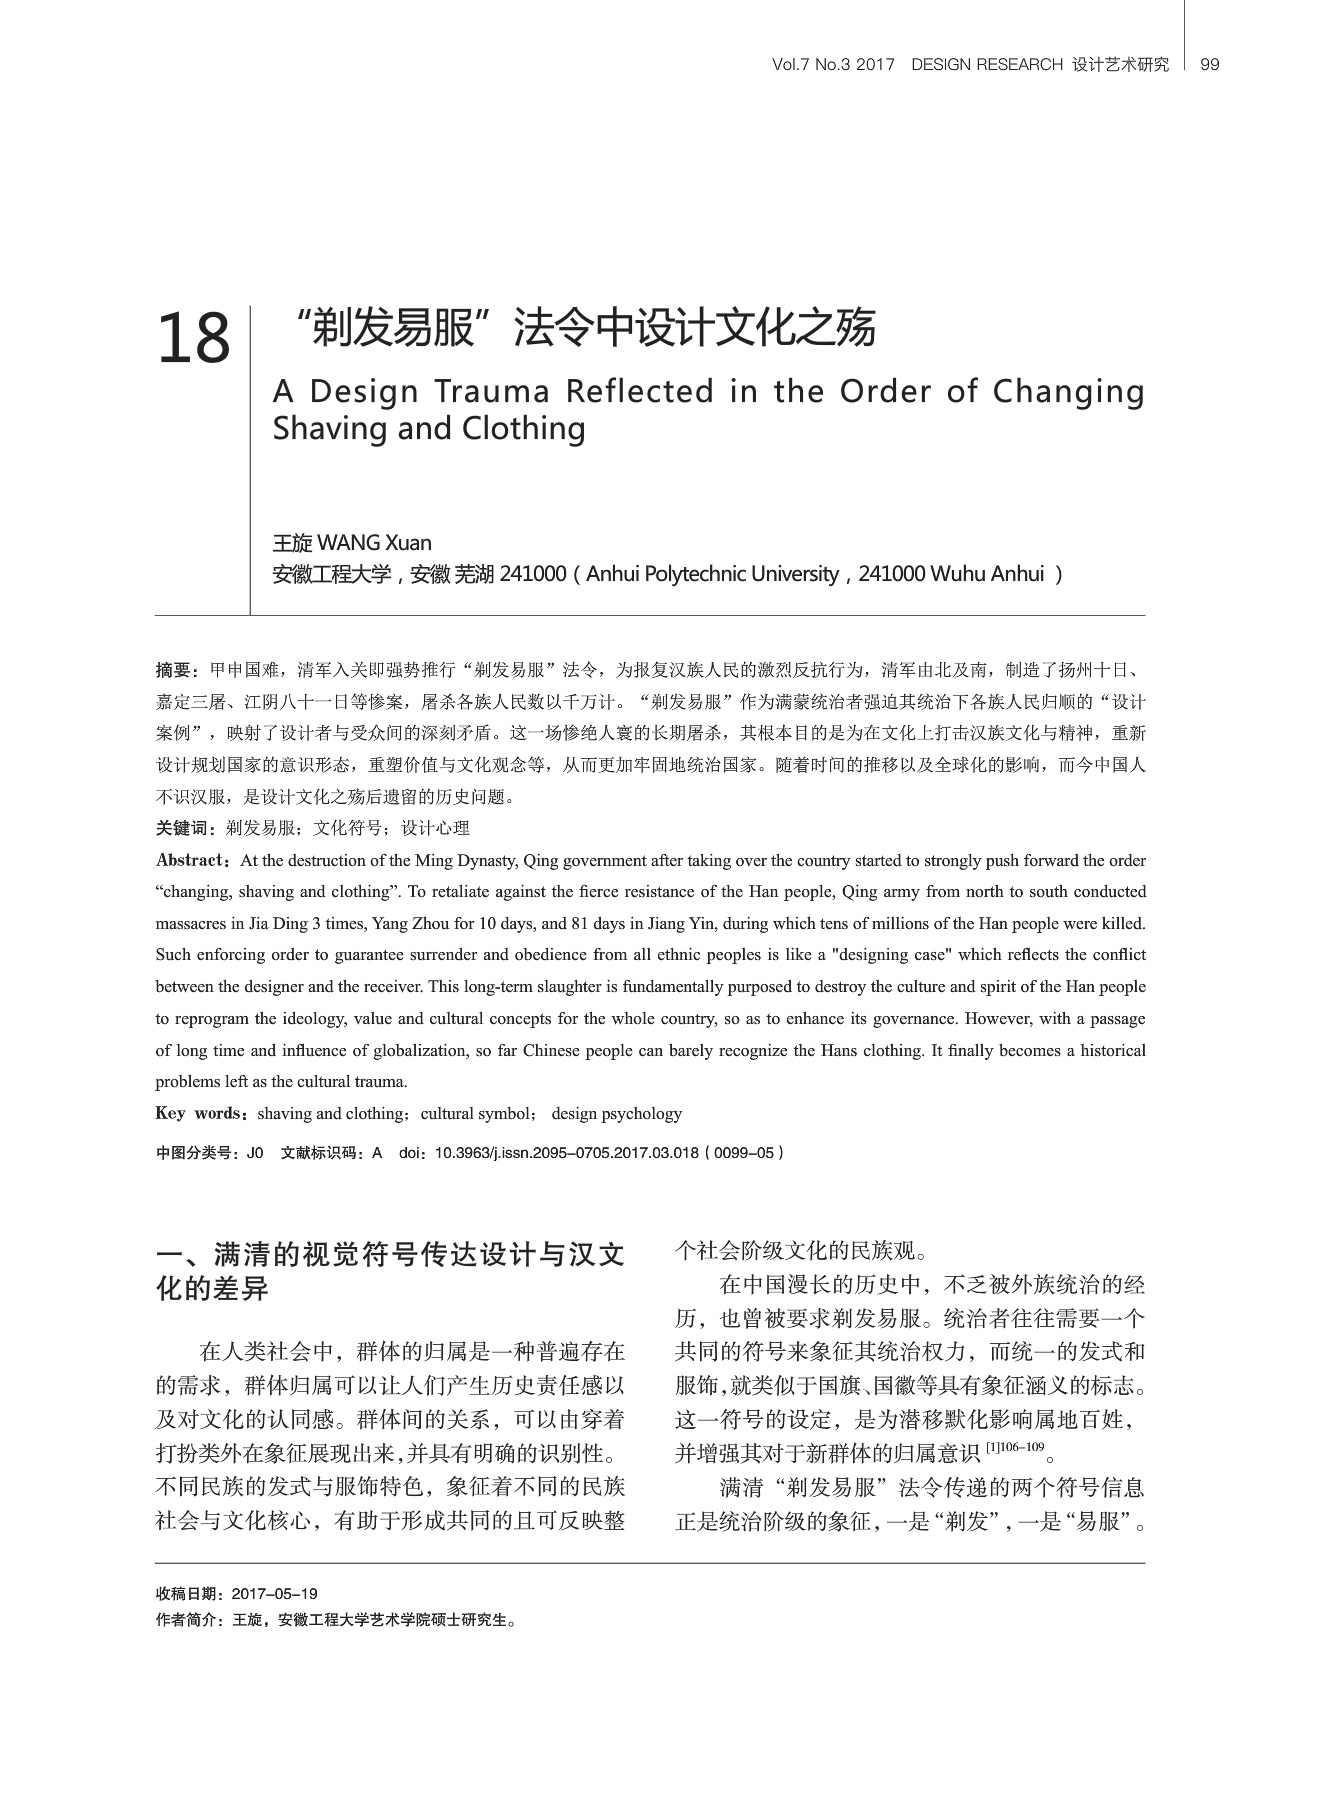 Vol.7 No.3 2017 DESIGN RESEARCH 设计艺术研究 99
18
“剃发易服”法令中设计文化之殇
A Design Trauma Reflected in the Order of Changing
Shaving and Clothing
王旋 WANG Xuan
安徽工程大学，安徽 芜湖 241000（Anhui Polytechnic University，241000 Wuhu Anhui ）
摘要：甲申国难，清军入关即强势推行“剃发易服”法令，为报复汉族人民的激烈反抗行为，清军由北及南，制造了扬州十日、
嘉定三屠、江阴八十一日等惨案，屠杀各族人民数以千万计。“剃发易服”作为满蒙统治者强迫其统治下各族人民归顺的“设计
案例”，映射了设计者与受众间的深刻矛盾。这一场惨绝人寰的长期屠杀，其根本目的是为在文化上打击汉族文化与精神，重新
设计规划国家的意识形态，重塑价值与文化观念等，从而更加牢固地统治国家。随着时间的推移以及全球化的影响，而今中国人
不识汉服，是设计文化之殇后遗留的历史问题。
关键词：剃发易服；文化符号；设计心理
Abstract：At the destruction of the Ming Dynasty, Qing government after taking over the country started to strongly push forward the order
“changing, shaving and clothing”. To retaliate against the fierce resistance of the Han people, Qing army from north to south conducted
massacres in Jia Ding 3 times, Yang Zhou for 10 days, and 81 days in Jiang Yin, during which tens of millions of the Han people were killed.
Such enforcing order to guarantee surrender and obedience from all ethnic peoples is like a "designing case" which reflects the conflict
between the designer and the receiver. This long-term slaughter is fundamentally purposed to destroy the culture and spirit of the Han people
to reprogram the ideology, value and cultural concepts for the whole country, so as to enhance its governance. However, with a passage
of long time and influence of globalization, so far Chinese people can barely recognize the Hans clothing. It finally becomes a historical
problems left as the cultural trauma.
Key words：shaving and clothing；cultural symbol； design psychology
中图分类号：J0 文献标识码：A doi：10.3963/j.issn.2095-0705.2017.03.018（0099-05）
一、满清的视觉符号传达设计与汉文
化的差异
在人类社会中，群体的归属是一种普遍存在
的需求，群体归属可以让人们产生历史责任感以
及对文化的认同感。群体间的关系，可以由穿着
打扮类外在象征展现出来，并具有明确的识别性。
不同民族的发式与服饰特色，象征着不同的民族
社会与文化核心，有助于形成共同的且可反映整
个社会阶级文化的民族观。
在中国漫长的历史中，不乏被外族统治的经
历，也曾被要求剃发易服。统治者往往需要一个
共同的符号来象征其统治权力，而统一的发式和
服饰，就类似于国旗、国徽等具有象征涵义的标志。
这一符号的设定，是为潜移默化影响属地百姓，
并增强其对于新群体的归属意识 [1]106-109。
满清“剃发易服”法令传递的两个符号信息
正是统治阶级的象征，一是“剃发”，一是“易服”。
收稿日期：2017-05-19
作者简介：王旋，安徽工程大学艺术学院硕士研究生。